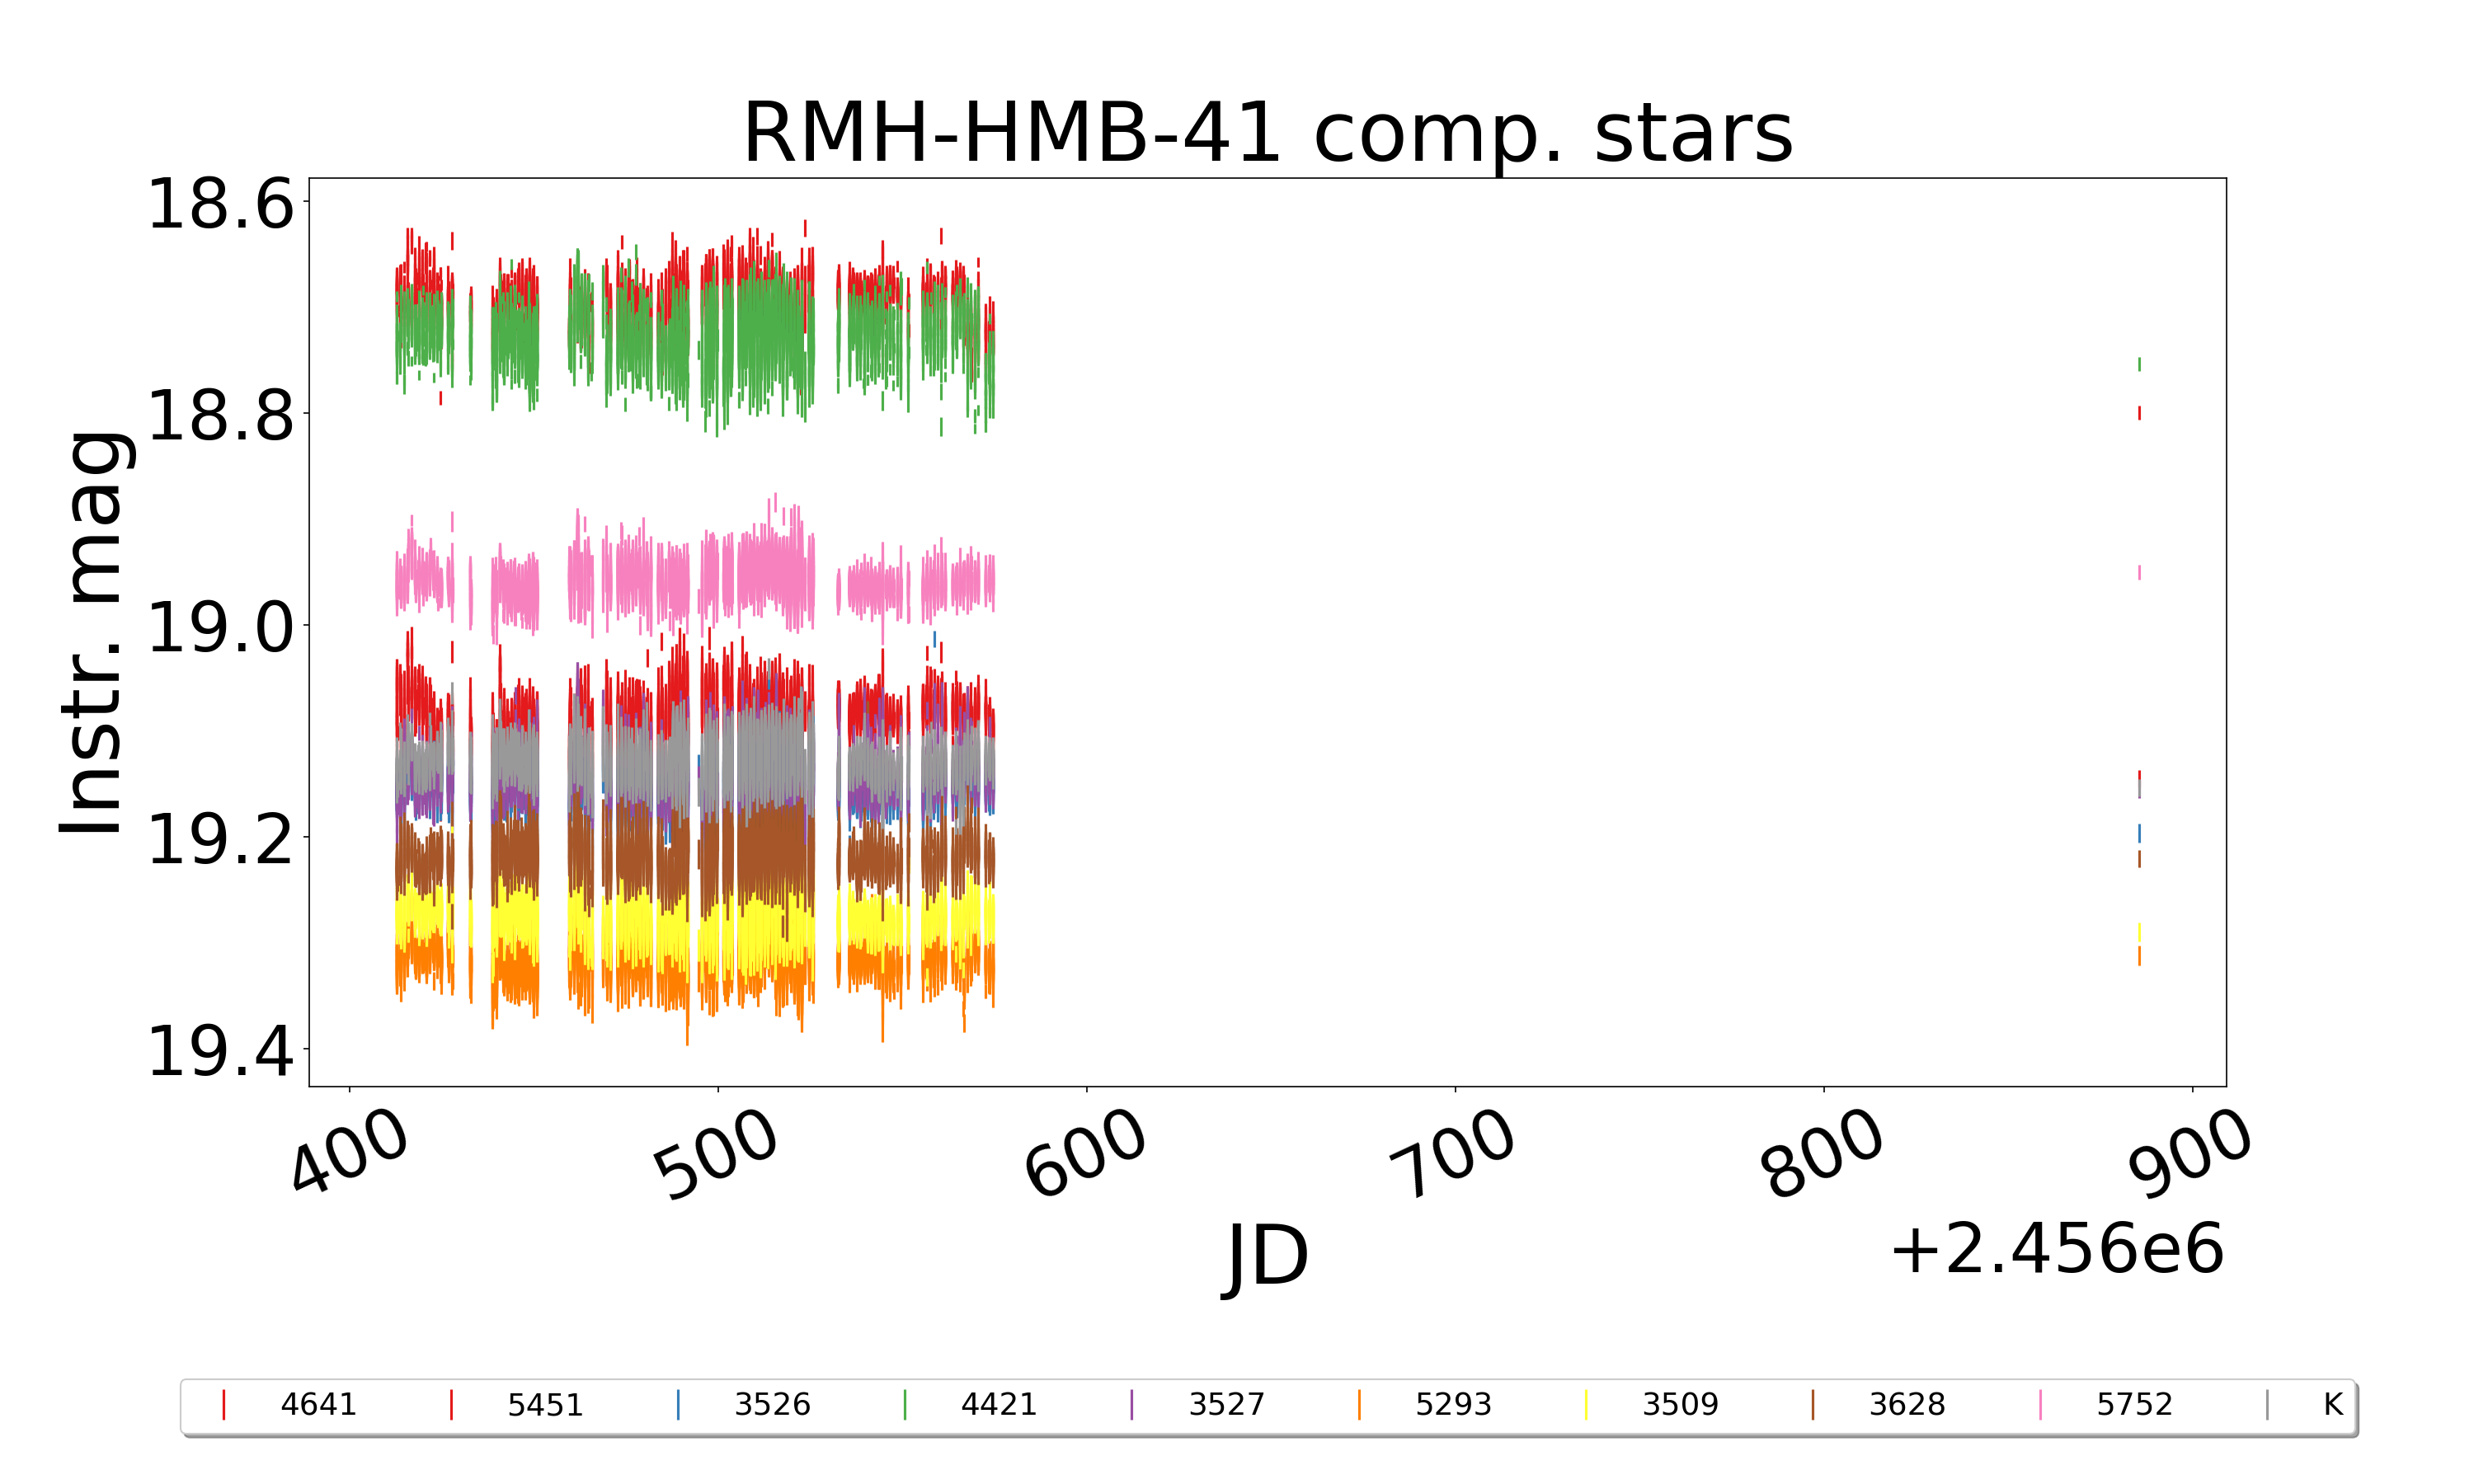 RMH-HMB-41 comp. stars
Instr. mag
18.6
18.8
19.0
19.2
19.4
400 500 600 700 800 900
JD
+2.456e6
4641 5451 3526 4421 3527 5293 3509 3628 5752 K